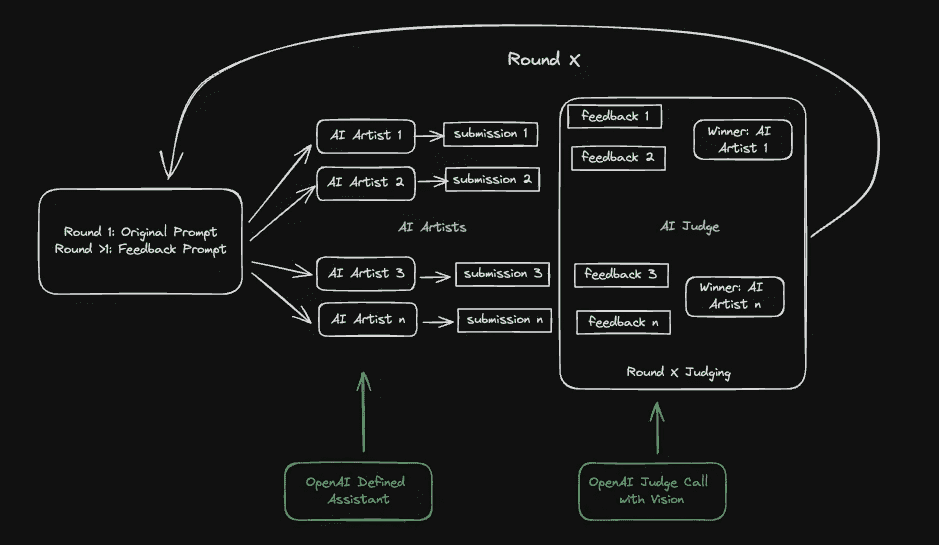 Round X
AI Artist 1
submission 1
feedback 1
Winner: AI
Artist 1
AI Artist 2
submission 2
feedback 2
Round 1: Original Prompt
Round >1: Feedback Prompt
AI Artists
AI Judge
AI Artist 3
submission 3
feedback 3
Winner: AI
Artist n
AI Artist n
submission n
feedback n
Round X Judging
OpenAI Defined
Assistant
OpenAI Judge Call
with Vision